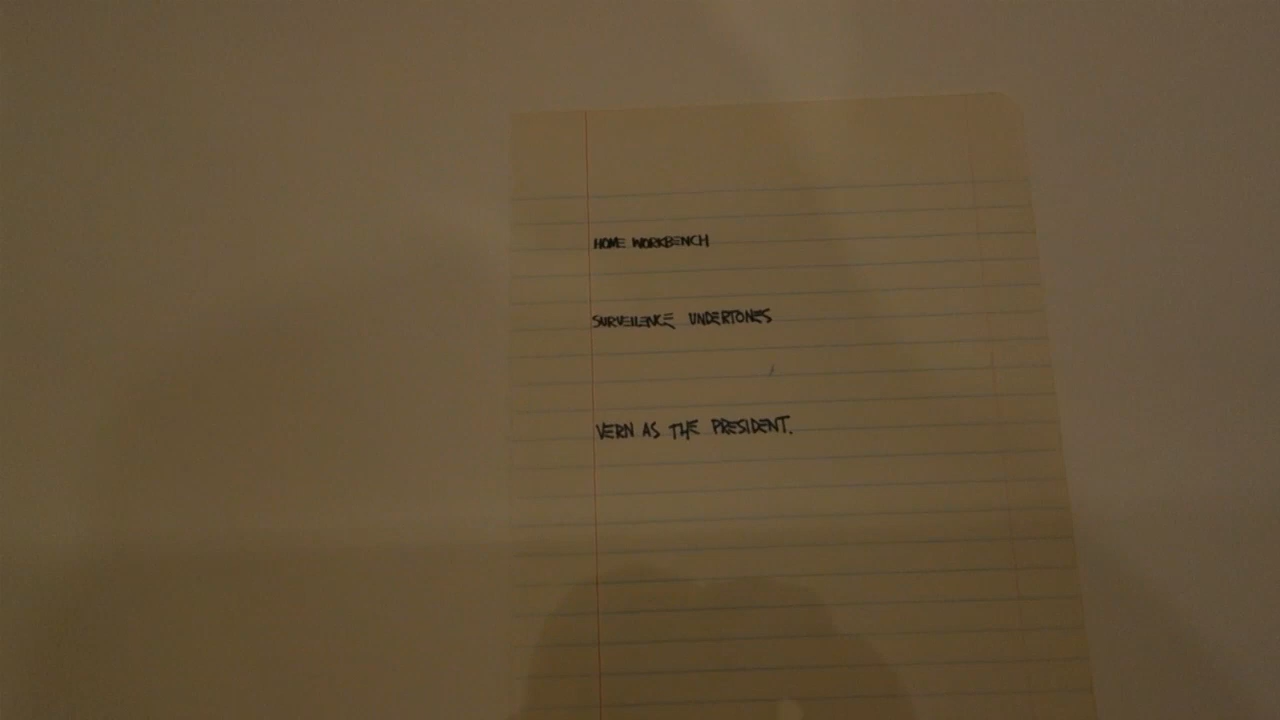 HOME WORKBENCH
SURVEILENCE UNDERTONES
VERN AS THE PRESIDENT.